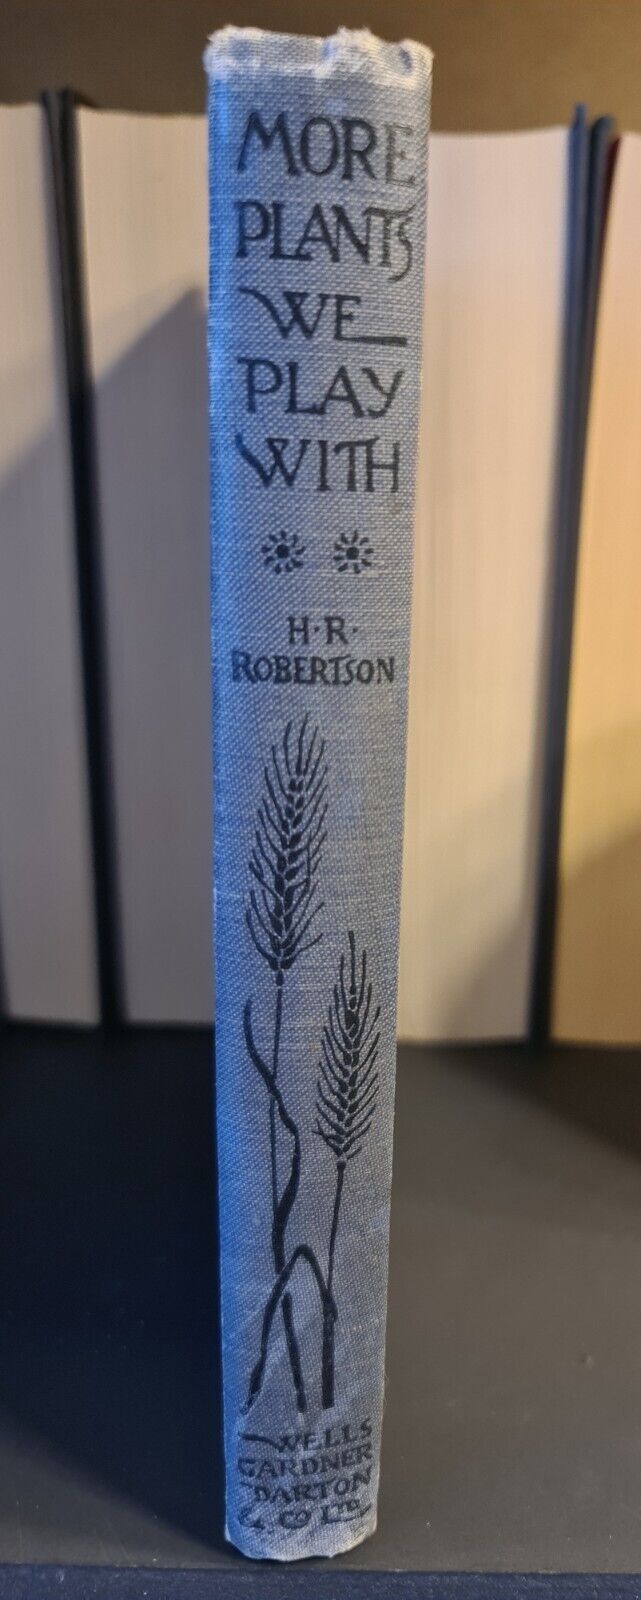 MORE
PLANTS
WE
PLAY
WITH
H·R·
ROBERTSON
WELLS
GARDNER
DARTON
& CO LTD